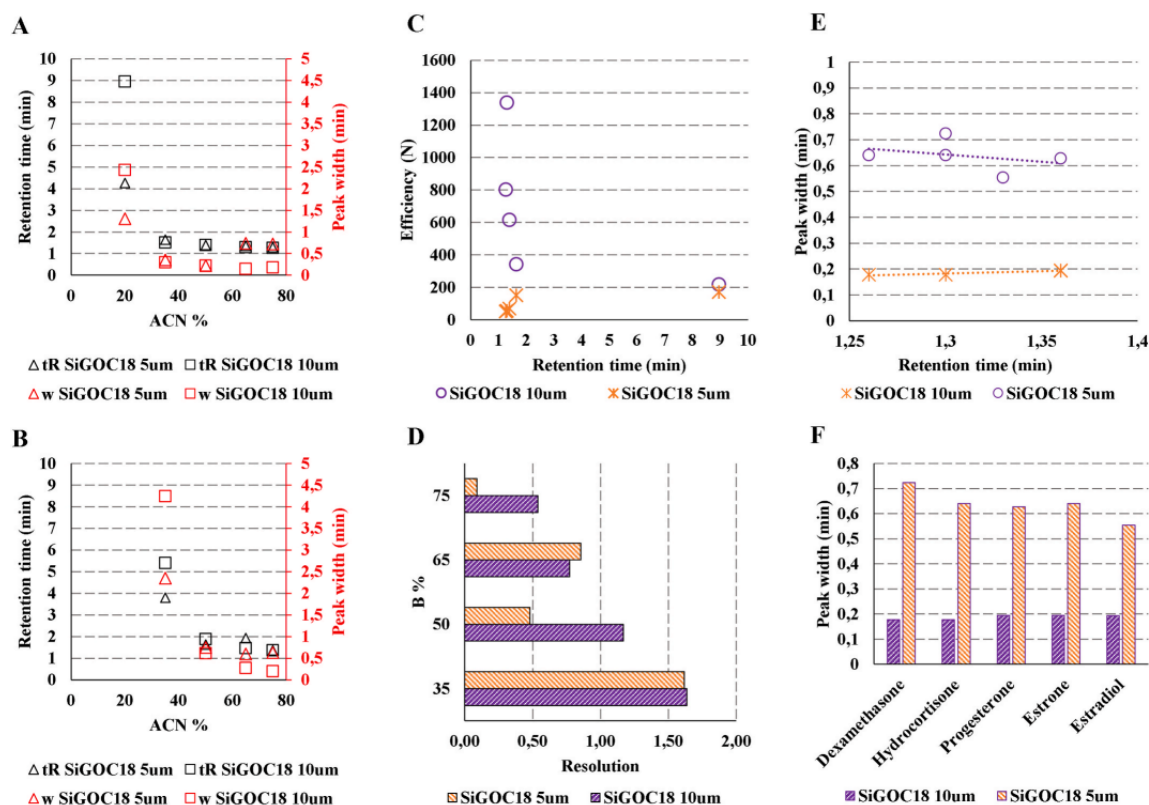 A
Retention time (min)
10
9
8
7
6
5
4
3
2
1
0
5
4,5
4
3,5
3
2,5
2
1,5
1
0,5
0
Peak width (min)
0 20 40 60 80
ACN %
tR SiGOC18 5um tR SiGOC18 10um
w SiGOC18 5um w SiGOC18 10um
B
Retention time (min)
10
9
8
7
6
5
4
3
2
1
0
5
4,5
4
3,5
3
2,5
2
1,5
1
0,5
0
Peak width (min)
0 20 40 60 80
ACN %
tR SiGOC18 5um tR SiGOC18 10um
w SiGOC18 5um w SiGOC18 10um
C
Efficiency (N)
1600
1400
1200
1000
800
600
400
200
0
0 1 2 3 4 5 6 7 8 9 10
Retention time (min)
SiGOC18 10um SiGOC18 5um
D
B %
75
65
50
35
0,00 0,50 1,00 1,50 2,00
Resolution
SiGOC18 5um SiGOC18 10um
E
Peak width (min)
1
0,9
0,8
0,7
0,6
0,5
0,4
0,3
0,2
0,1
0
1,25 1,3 1,35 1,4
Retention time (min)
SiGOC18 10um SiGOC18 5um
F
Peak width (min)
0,8
0,7
0,6
0,5
0,4
0,3
0,2
0,1
0
Dexamethasone
Hydrocortisone
Progesterone
Estrone
Estradiol
SiGOC18 10um SiGOC18 5um